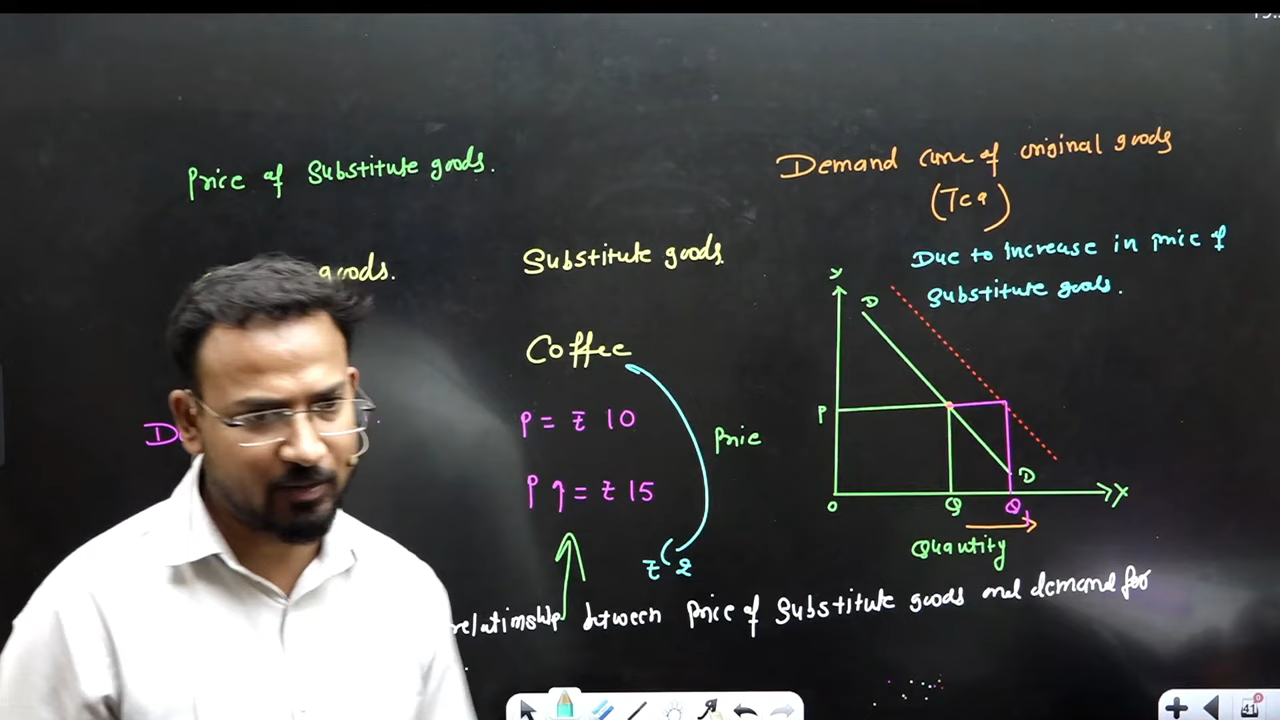 Price of Substitute goods.
Demand curve of original goods
(Tea)
Due to increase in price of
Substitute goods.
goods.
Substitute goods
Coffee
P = ₹ 10
P ↑ = ₹ 15
Price
₹ 2
Y
D
P
D
O
Q
Q1
X
Quantity
relationship between Price of Substitute goods and demand for
41